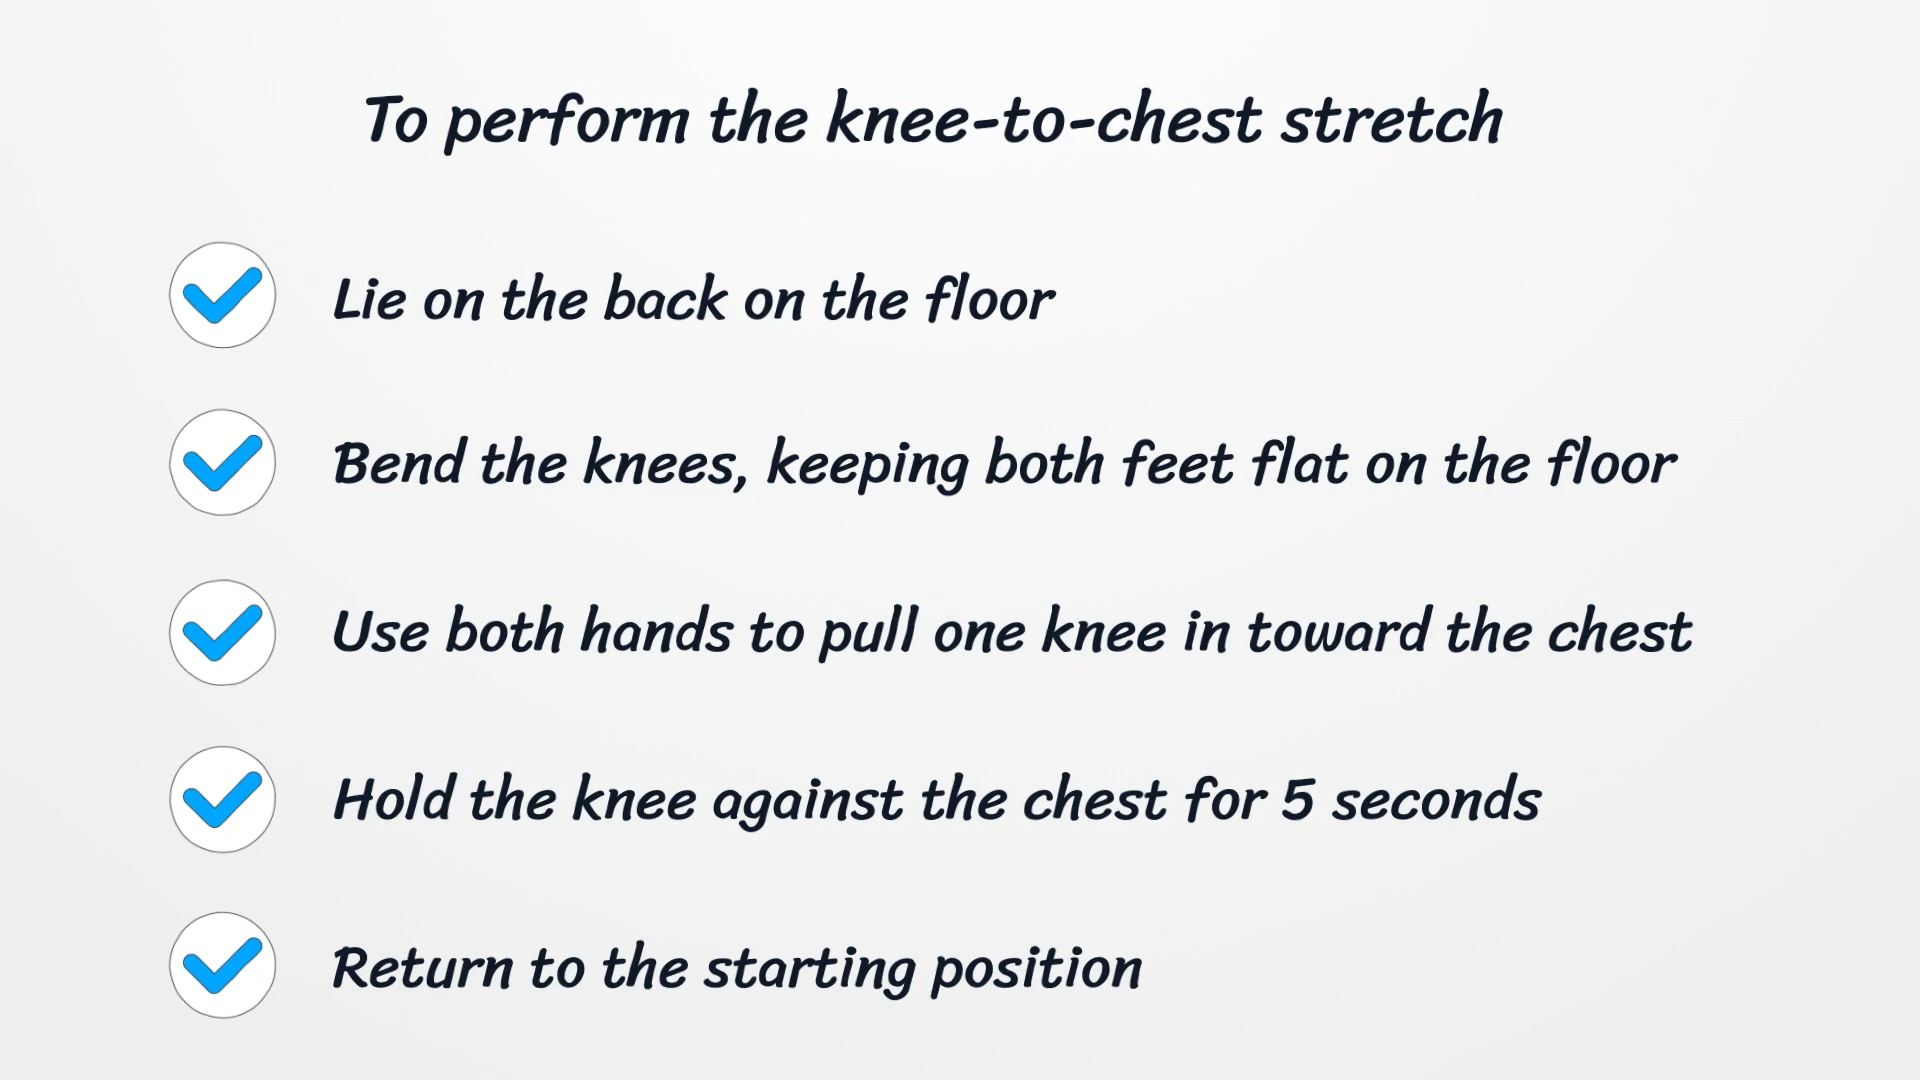 To perform the knee-to-chest stretch
Lie on the back on the floor
Bend the knees, keeping both feet flat on the floor
Use both hands to pull one knee in toward the chest
Hold the knee against the chest for 5 seconds
Return to the starting position